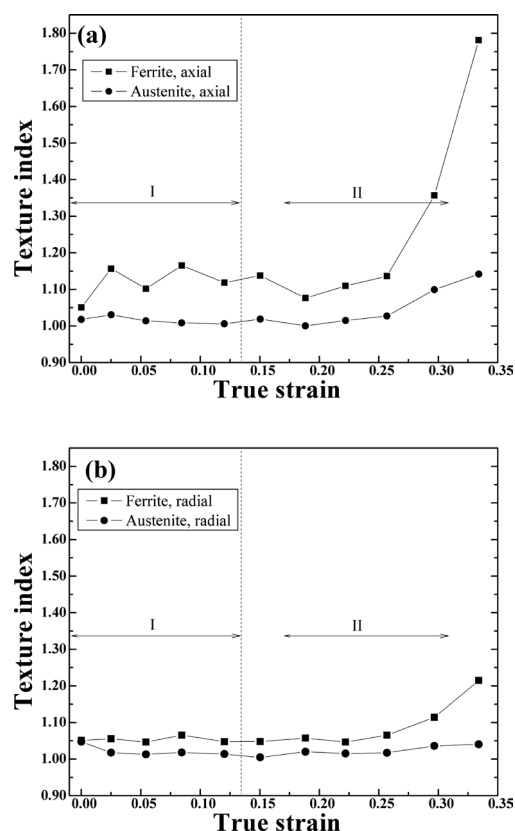 (a)
Ferrite, axial
Austenite, axial
I
II
Texture index
1.80
1.70
1.60
1.50
1.40
1.30
1.20
1.10
1.00
0.90
0.00 0.05 0.10 0.15 0.20 0.25 0.30 0.35
True strain
(b)
Ferrite, radial
Austenite, radial
I
II
Texture index
1.80
1.70
1.60
1.50
1.40
1.30
1.20
1.10
1.00
0.90
0.00 0.05 0.10 0.15 0.20 0.25 0.30 0.35
True strain